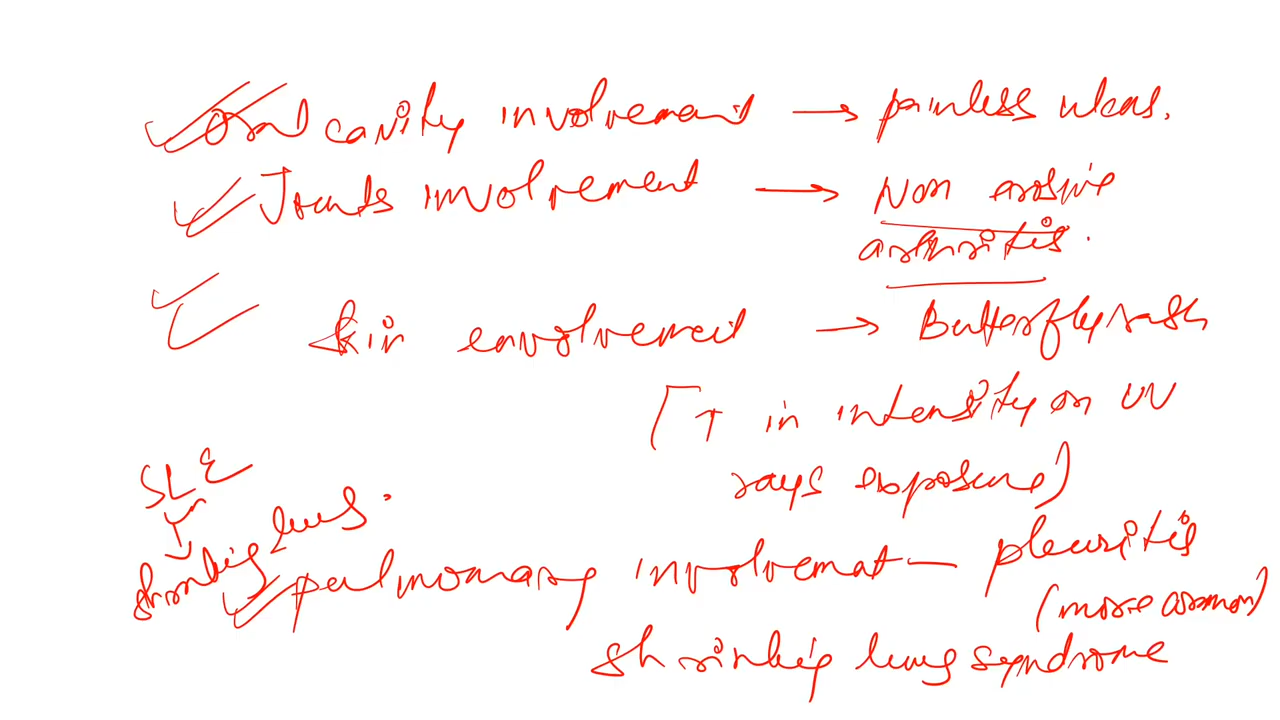 Oral cavity involvement → painless ulcers.
Joints involvement → Non erosive
arthritis.
skin envolvement → Butterfly rash
[↑ in intensity on UV
rays exposure)
SLE
↓
shrinking lung.
pulmonary involvement — pleuritis
(more common)
shrinking lung syndrome